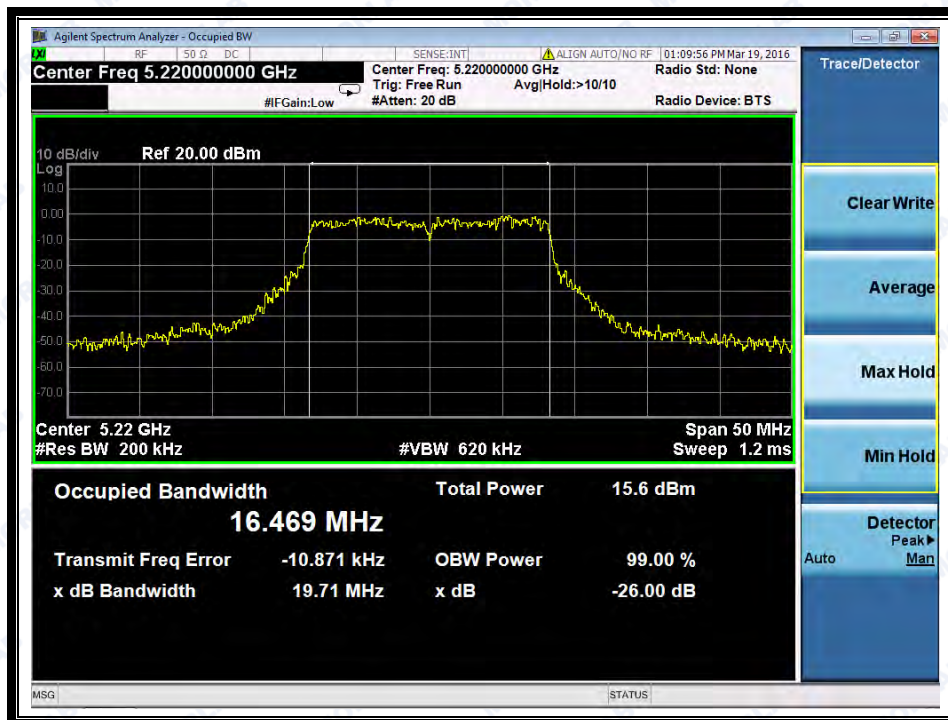 Agilent Spectrum Analyzer - Occupied BW
LXI RF 50 Ω DC SENSE:INT ALIGN AUTO/NO RF 01:09:56 PM Mar 19, 2016
Center Freq 5.220000000 GHz Center Freq: 5.220000000 GHz Radio Std: None
Trig: Free Run Avg|Hold:>10/10
#IFGain:Low #Atten: 20 dB Radio Device: BTS
Trace/Detector
10 dB/div Ref 20.00 dBm
Log
10.0
0.00
-10.0
-20.0
-30.0
-40.0
-50.0
-60.0
-70.0
Center 5.22 GHz Span 50 MHz
#Res BW 200 kHz #VBW 620 kHz Sweep 1.2 ms
Occupied Bandwidth Total Power 15.6 dBm
16.469 MHz
Transmit Freq Error -10.871 kHz OBW Power 99.00 %
x dB Bandwidth 19.71 MHz x dB -26.00 dB
Clear Write
Average
Max Hold
Min Hold
Detector
Peak▶
Auto Man
MSG STATUS